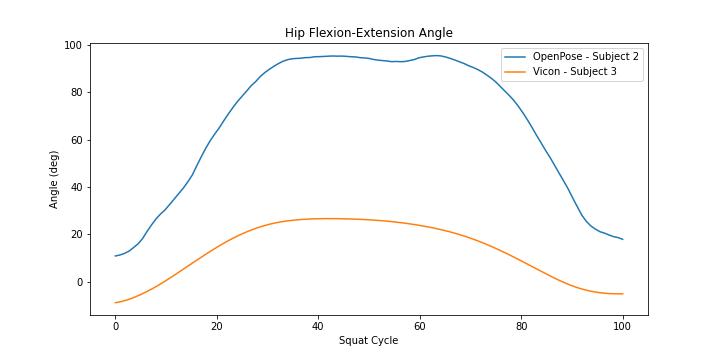 Hip Flexion-Extension Angle
OpenPose - Subject 2
Vicon - Subject 3
Angle (deg)
100
80
60
40
20
0
0 20 40 60 80 100
Squat Cycle